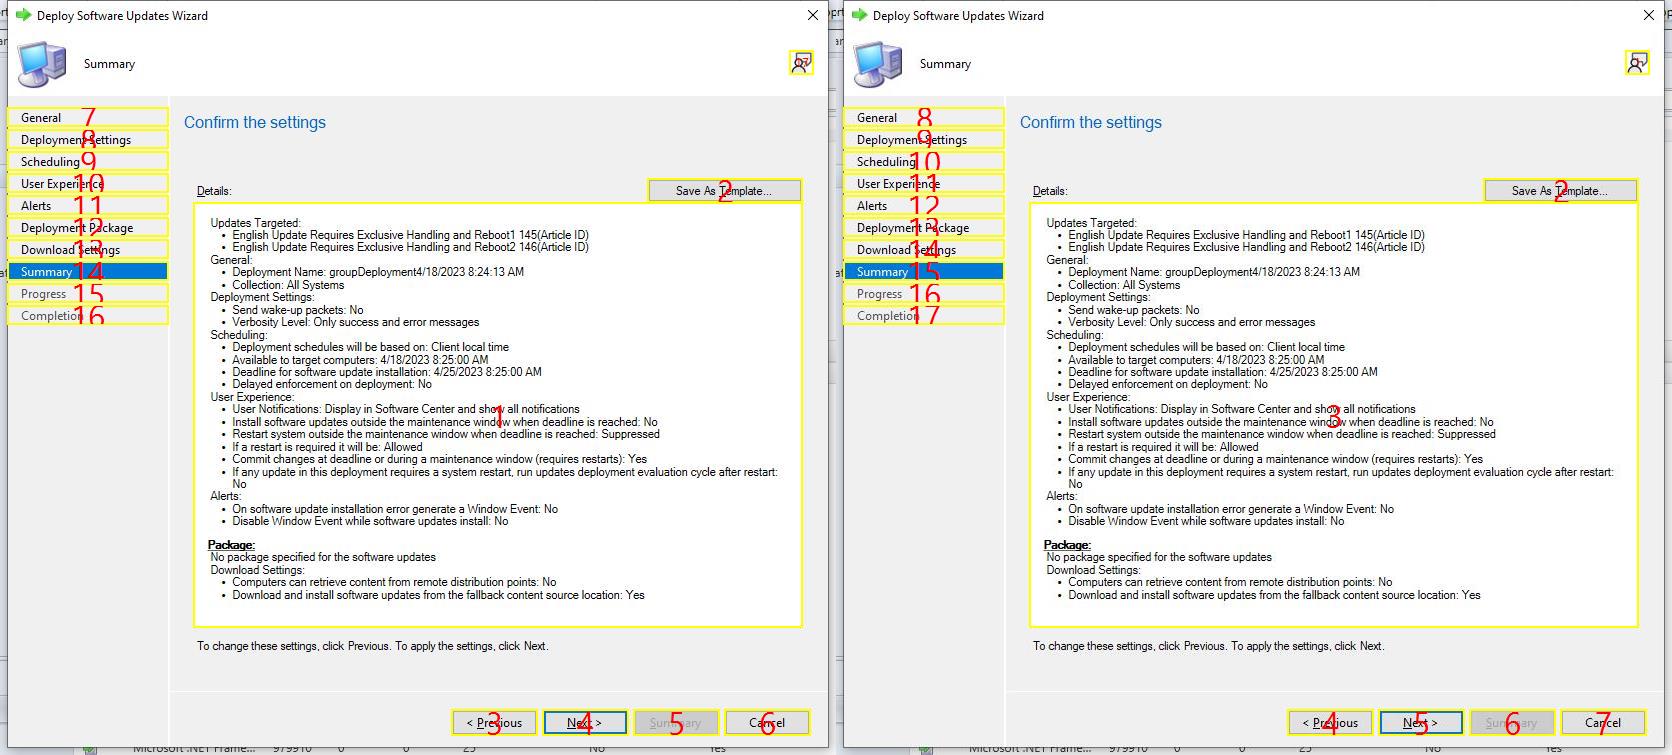 Deploy Software Updates Wizard
Summary
17
General 7
Deployment Settings 8
Scheduling 9
User Experience 10
Alerts 11
Deployment Package 12
Download Settings 13
Summary 14
Progress 15
Completion 16
Confirm the settings
Details:
Save As Template... 2
Updates Targeted:
• English Update Requires Exclusive Handling and Reboot1 145(Article ID)
• English Update Requires Exclusive Handling and Reboot2 146(Article ID)
General:
• Deployment Name: groupDeployment4/18/2023 8:24:13 AM
• Collection: All Systems
Deployment Settings:
• Send wake-up packets: No
• Verbosity Level: Only success and error messages
Scheduling:
• Deployment schedules will be based on: Client local time
• Available to target computers: 4/18/2023 8:25:00 AM
• Deadline for software update installation: 4/25/2023 8:25:00 AM
• Delayed enforcement on deployment: No
User Experience:
• User Notifications: Display in Software Center and show all notifications
1
• Install software updates outside the maintenance window when deadline is reached: No
• Restart system outside the maintenance window when deadline is reached: Suppressed
• If a restart is required it will be: Allowed
• Commit changes at deadline or during a maintenance window (requires restarts): Yes
• If any update in this deployment requires a system restart, run updates deployment evaluation cycle after restart:
No
Alerts:
• On software update installation error generate a Window Event: No
• Disable Window Event while software updates install: No
Package:
No package specified for the software updates
Download Settings:
• Computers can retrieve content from remote distribution points: No
• Download and install software updates from the fallback content source location: Yes
To change these settings, click Previous. To apply the settings, click Next.
< Previous 3
Next > 4
Summary 5
Cancel 6
Microsoft .NET Frame... 979910 0 0 25 No Yes
Deploy Software Updates Wizard
Summary
General 8
Deployment Settings 9
Scheduling 10
User Experience 11
Alerts 12
Deployment Package 13
Download Settings 14
Summary 15
Progress 16
Completion 17
Confirm the settings
Details:
Save As Template... 2
Updates Targeted:
• English Update Requires Exclusive Handling and Reboot1 145(Article ID)
• English Update Requires Exclusive Handling and Reboot2 146(Article ID)
General:
• Deployment Name: groupDeployment4/18/2023 8:24:13 AM
• Collection: All Systems
Deployment Settings:
• Send wake-up packets: No
• Verbosity Level: Only success and error messages
Scheduling:
• Deployment schedules will be based on: Client local time
• Available to target computers: 4/18/2023 8:25:00 AM
• Deadline for software update installation: 4/25/2023 8:25:00 AM
• Delayed enforcement on deployment: No
User Experience:
• User Notifications: Display in Software Center and show all notifications
3
• Install software updates outside the maintenance window when deadline is reached: No
• Restart system outside the maintenance window when deadline is reached: Suppressed
• If a restart is required it will be: Allowed
• Commit changes at deadline or during a maintenance window (requires restarts): Yes
• If any update in this deployment requires a system restart, run updates deployment evaluation cycle after restart:
No
Alerts:
• On software update installation error generate a Window Event: No
• Disable Window Event while software updates install: No
Package:
No package specified for the software updates
Download Settings:
• Computers can retrieve content from remote distribution points: No
• Download and install software updates from the fallback content source location: Yes
To change these settings, click Previous. To apply the settings, click Next.
< Previous 4
Next > 5
Summary 6
Cancel 7
Microsoft .NET Frame... 979910 0 0 25 No Yes